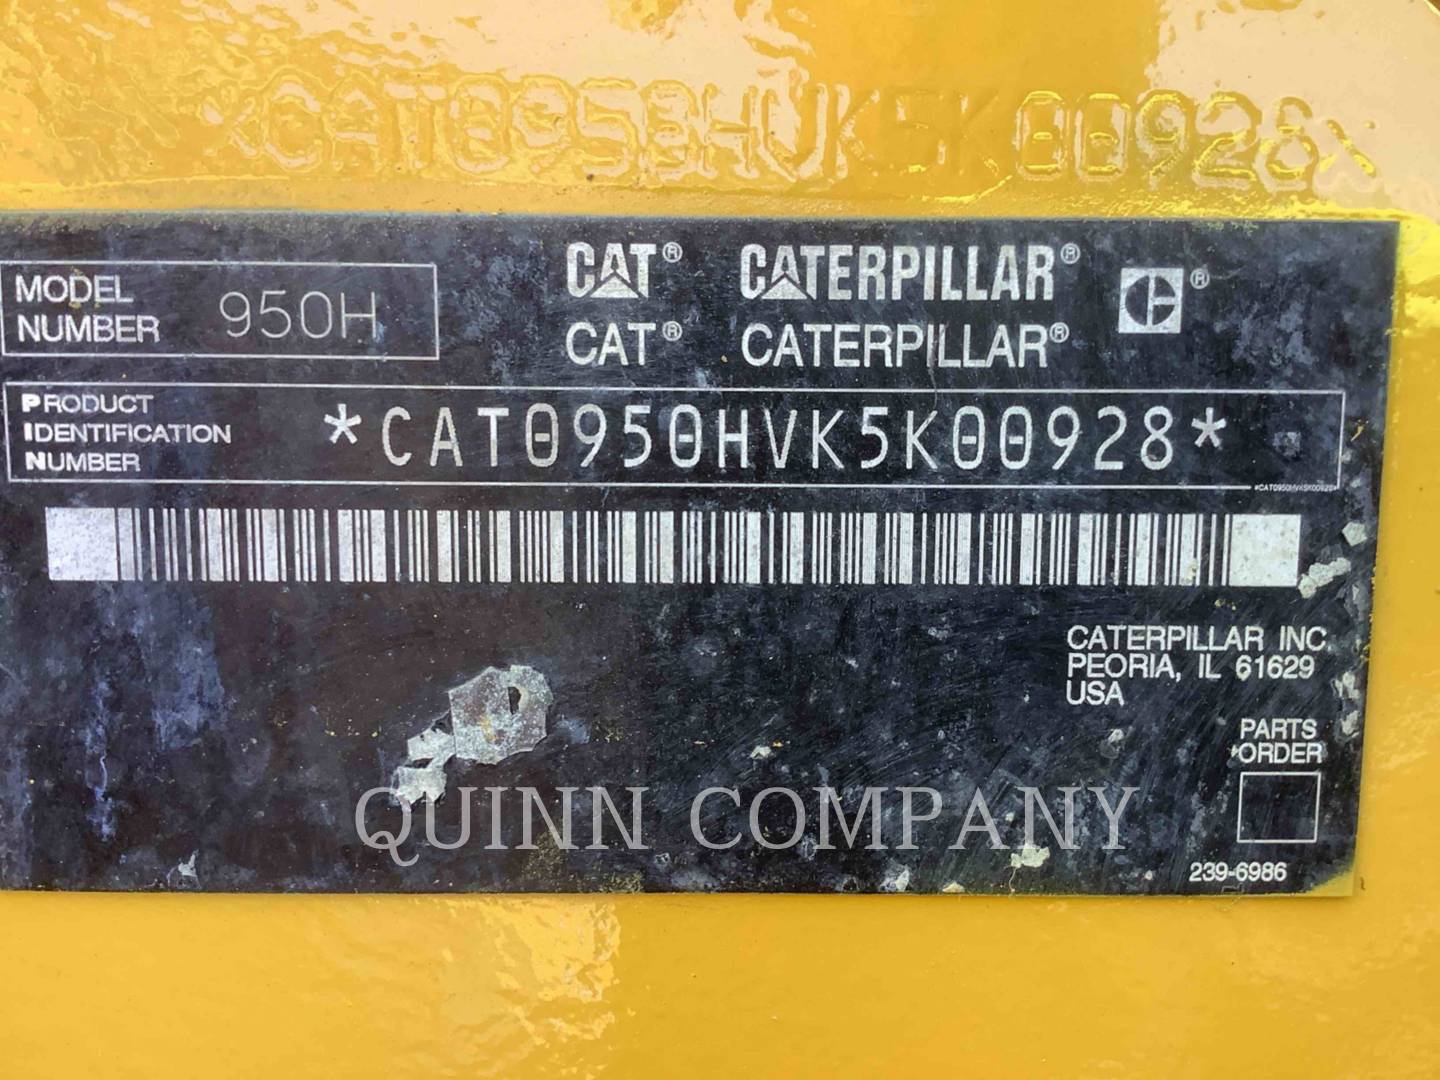 *CAT0950HVK5K00928*
CAT® CATERPILLAR® ®
MODEL NUMBER 950H
CAT® CATERPILLAR®
PRODUCT IDENTIFICATION NUMBER *CAT0950HVK5K00928*
*CAT0950HVK5K00928*
CATERPILLAR INC.
PEORIA, IL 61629
USA
PARTS
ORDER
QUINN COMPANY
239-6986